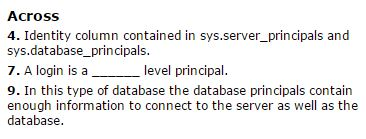 Across
4. Identity column contained in sys.server_principals and
sys.database_principals.
7. A login is a ______ level principal.
9. In this type of database the database principals contain
enough information to connect to the server as well as the
database.